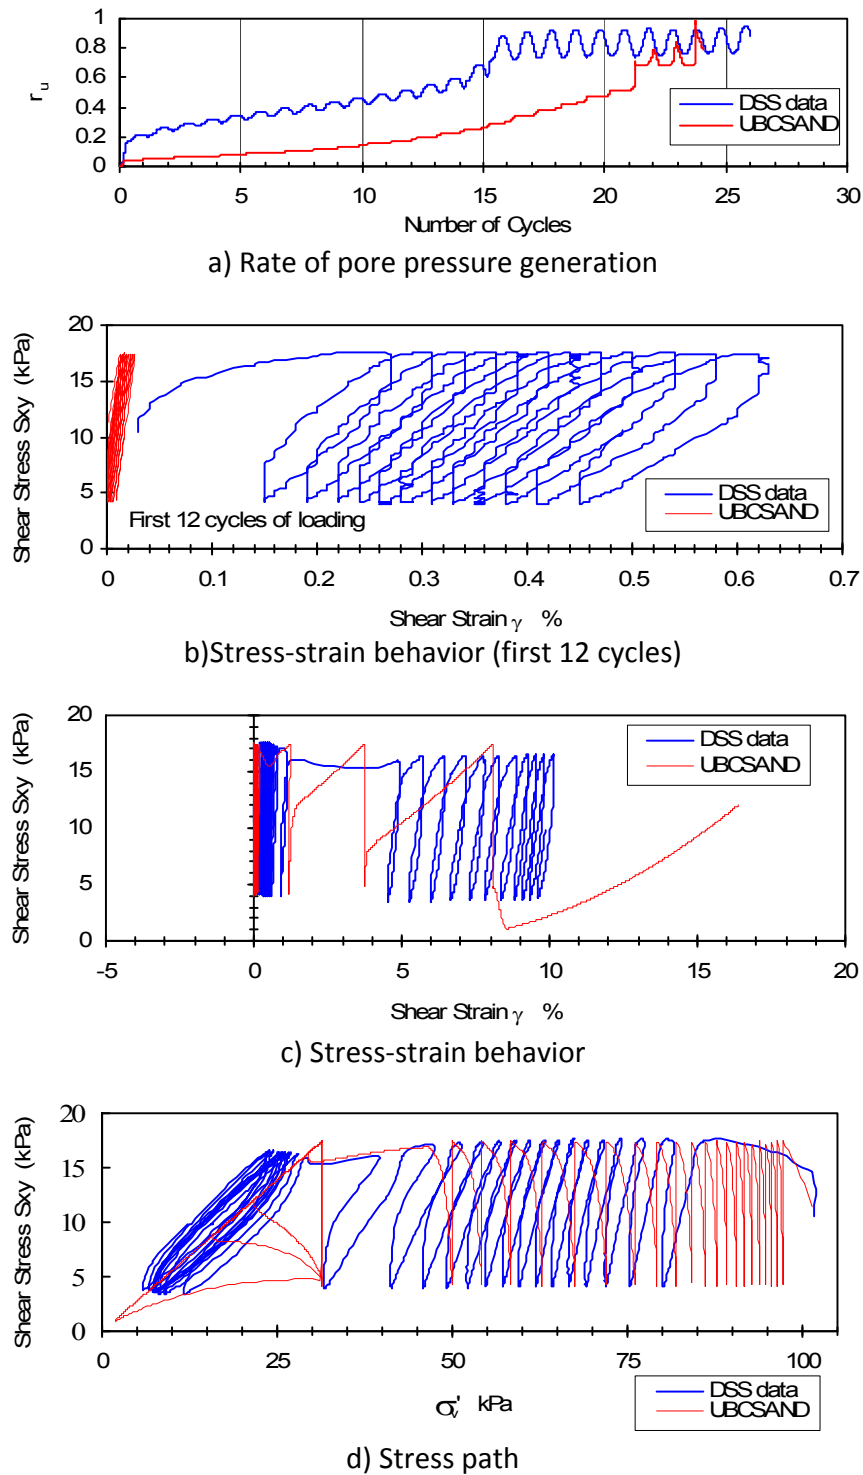 1
0.8
0.6
0.4
0.2
0
r u
DSS data
UBCSAND
0 5 10 15 20 25 30
Number of Cycles
a) Rate of pore pressure generation
20
15
10
5
0
Shear Stress Sxy (kPa)
First 12 cycles of loading
DSS data
UBCSAND
0 0.1 0.2 0.3 0.4 0.5 0.6 0.7
Shear Strain γ %
b)Stress-strain behavior (first 12 cycles)
20
15
10
5
0
Shear Stress Sxy (kPa)
DSS data
UBCSAND
-5 0 5 10 15 20
Shear Strain γ %
c) Stress-strain behavior
20
15
10
5
0
Shear Stress Sxy (kPa)
0 25 50 75 100
σv' kPa
DSS data
UBCSAND
d) Stress path